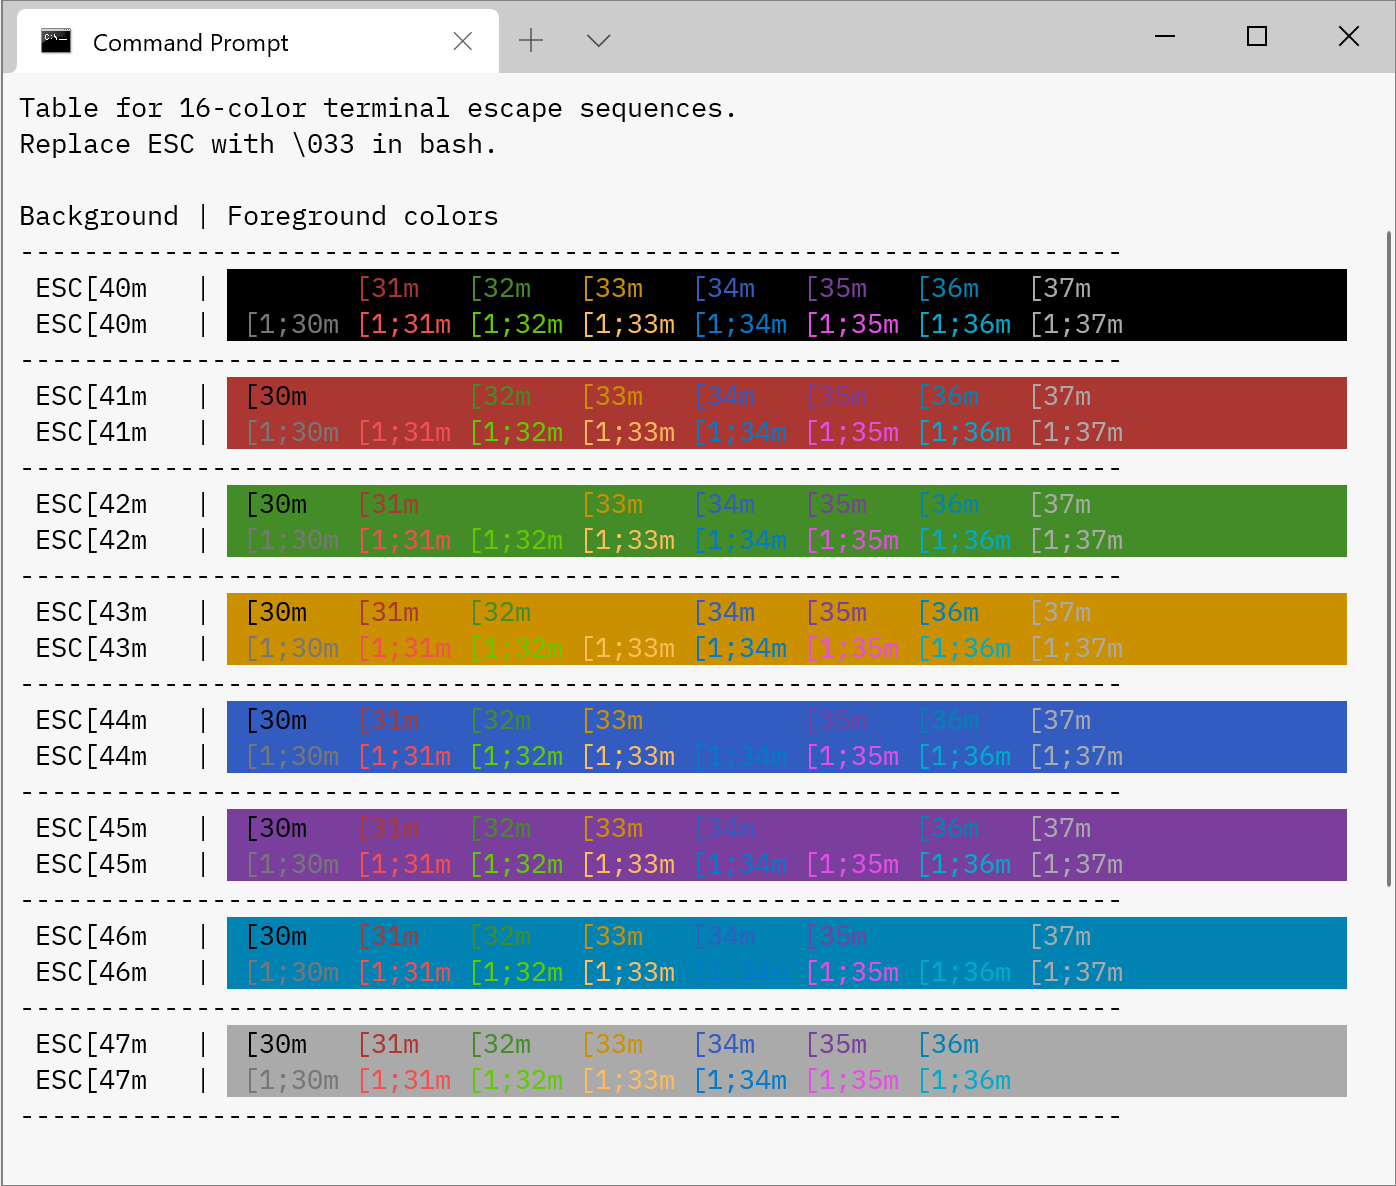 Command Prompt
Table for 16-color terminal escape sequences.
Replace ESC with \033 in bash.
Background | Foreground colors
----------------------------------------------------------------------
ESC[40m | [31m [32m [33m [34m [35m [36m [37m
ESC[40m | [1;30m [1;31m [1;32m [1;33m [1;34m [1;35m [1;36m [1;37m
----------------------------------------------------------------------
ESC[41m | [30m [32m [33m [34m [35m [36m [37m
ESC[41m | [1;30m [1;31m [1;32m [1;33m [1;34m [1;35m [1;36m [1;37m
----------------------------------------------------------------------
ESC[42m | [30m [31m [33m [34m [35m [36m [37m
ESC[42m | [1;30m [1;31m [1;32m [1;33m [1;34m [1;35m [1;36m [1;37m
----------------------------------------------------------------------
ESC[43m | [30m [31m [32m [34m [35m [36m [37m
ESC[43m | [1;30m [1;31m [1;32m [1;33m [1;34m [1;35m [1;36m [1;37m
----------------------------------------------------------------------
ESC[44m | [30m [31m [32m [33m [35m [36m [37m
ESC[44m | [1;30m [1;31m [1;32m [1;33m [1;34m [1;35m [1;36m [1;37m
----------------------------------------------------------------------
ESC[45m | [30m [31m [32m [33m [34m [36m [37m
ESC[45m | [1;30m [1;31m [1;32m [1;33m [1;34m [1;35m [1;36m [1;37m
----------------------------------------------------------------------
ESC[46m | [30m [31m [32m [33m [34m [35m [37m
ESC[46m | [1;30m [1;31m [1;32m [1;33m [1;35m [1;36m [1;37m
----------------------------------------------------------------------
ESC[47m | [30m [31m [32m [33m [34m [35m [36m
ESC[47m | [1;30m [1;31m [1;32m [1;33m [1;34m [1;35m [1;36m
----------------------------------------------------------------------